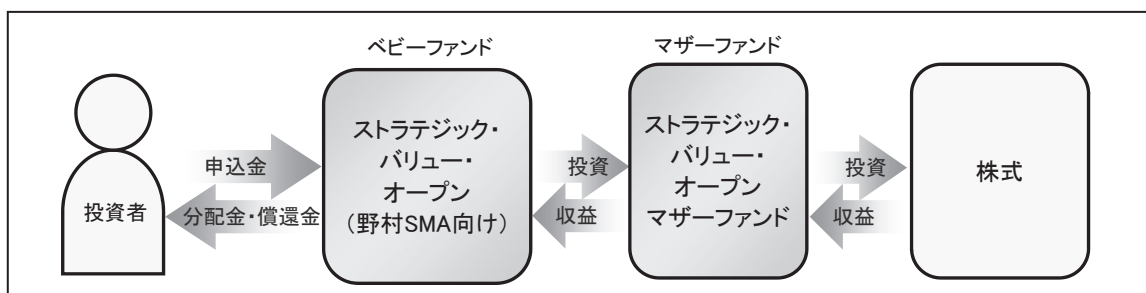 ベビーファンド
マザーファンド
投資者
申込金
分配金・償還金
ストラテジック・
バリュー・
オープン
（野村SMA向け）
投資
収益
ストラテジック・
バリュー・
オープン
マザーファンド
投資
収益
株式